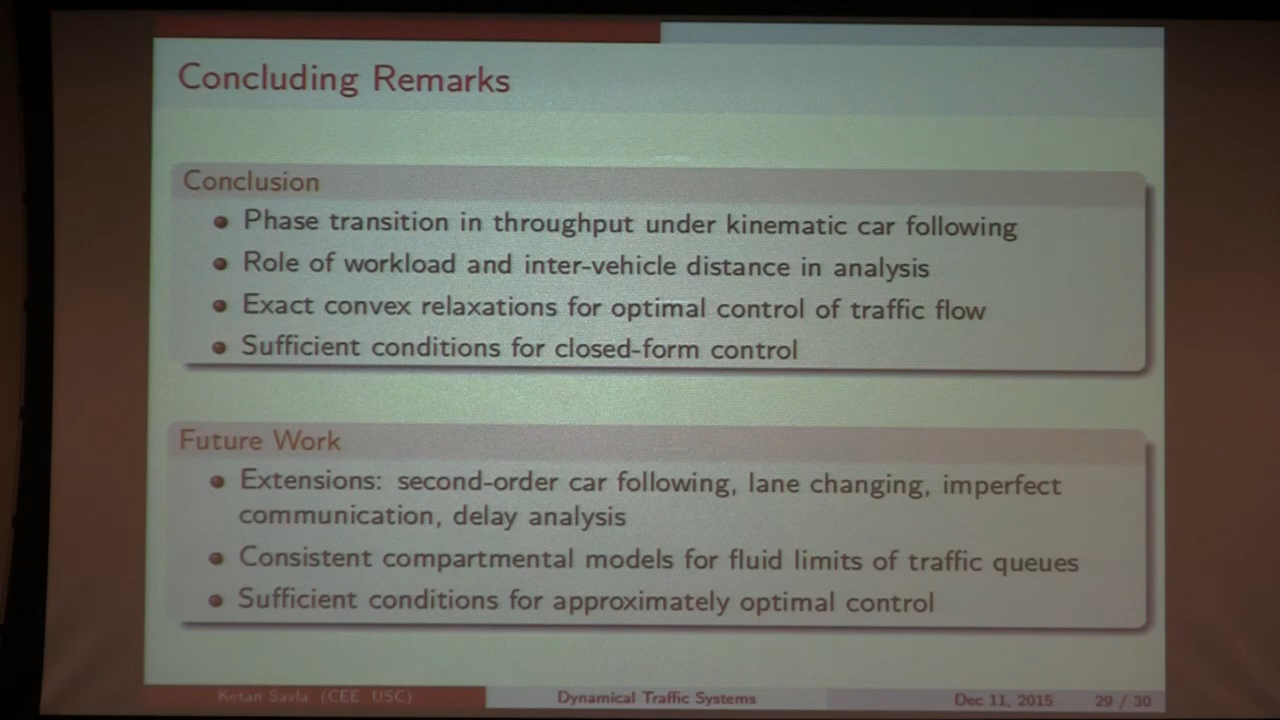 Concluding Remarks
Conclusion
Phase transition in throughput under kinematic car following
Role of workload and inter-vehicle distance in analysis
Exact convex relaxations for optimal control of traffic flow
Sufficient conditions for closed-form control
Future Work
Extensions: second-order car following, lane changing, imperfect
communication, delay analysis
Consistent compartmental models for fluid limits of traffic queues
Sufficient conditions for approximately optimal control
Ketan Savla (CEE, USC)
Dynamical Traffic Systems
Dec 11, 2015
29 / 30